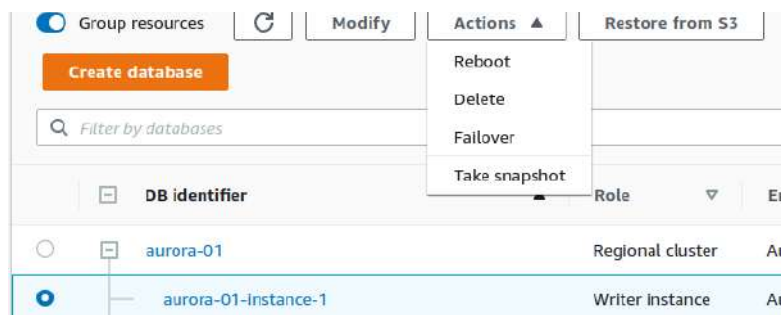 Group resources
Modify
Actions ▲
Restore from S3
Create database
Reboot
Delete
Failover
Take snapshot
Filter by databases
DB identifier
Role
aurora-01
Regional cluster
aurora-01-instance-1
Writer instance